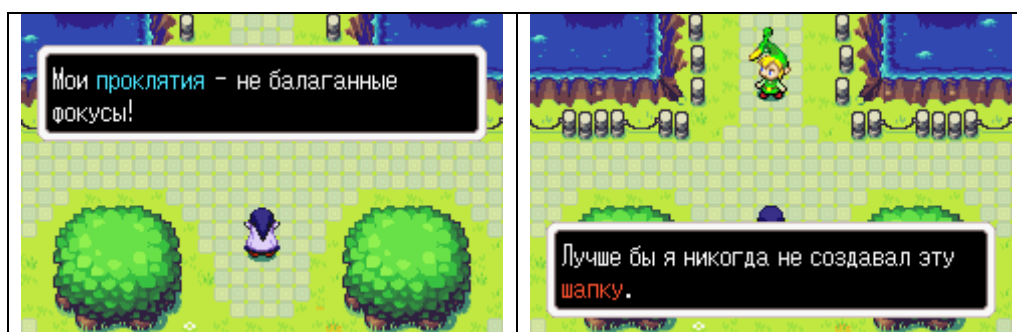 Мои проклятия - не балаганные
фокусы!
Лучше бы я никогда не создавал эту
шапку.